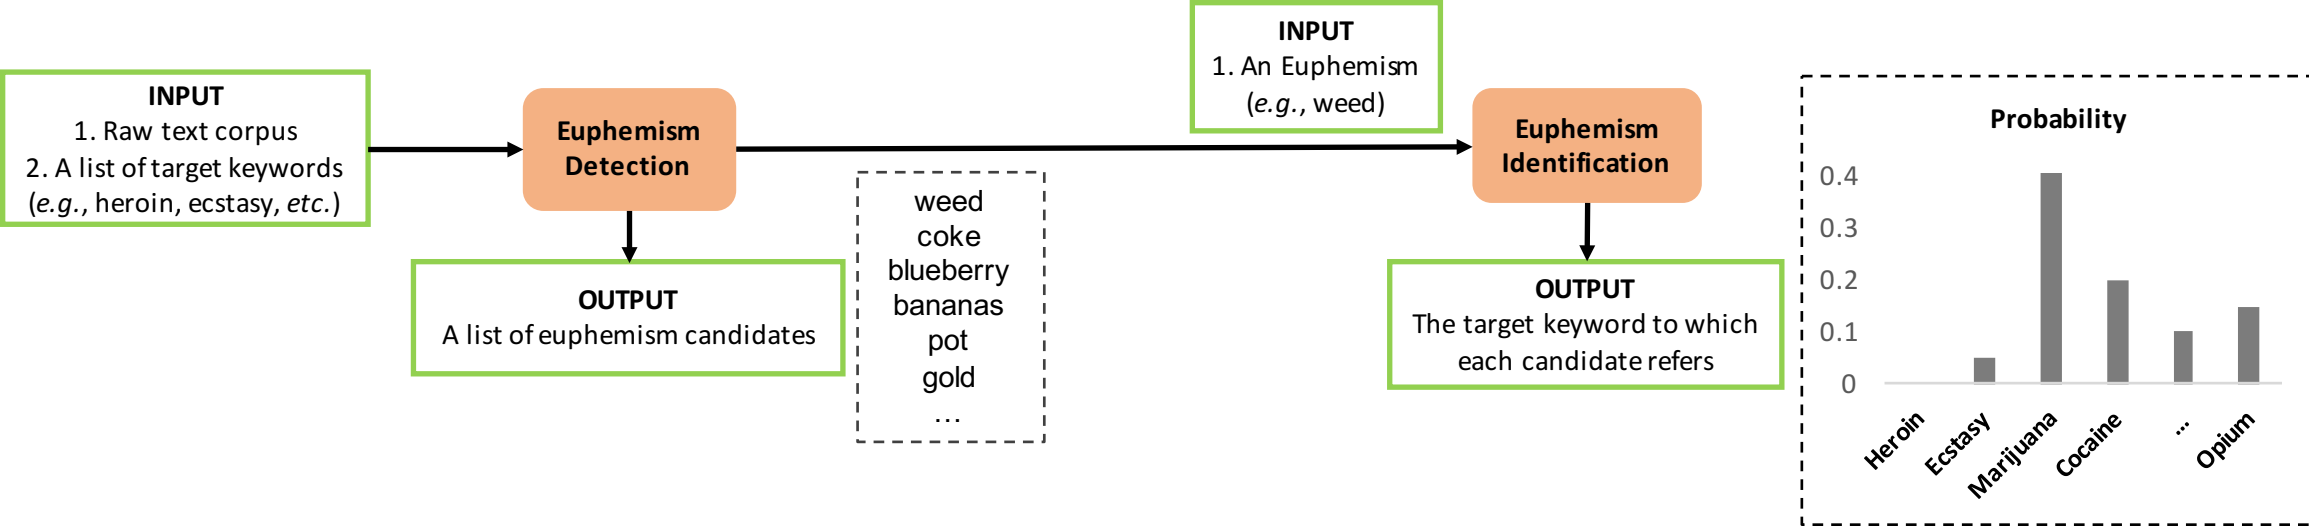 INPUT
1. Raw text corpus
2. A list of target keywords
(e.g., heroin, ecstasy, etc.)
Euphemism
Detection
OUTPUT
A list of euphemism candidates
weed
coke
blueberry
bananas
pot
gold
...
INPUT
1. An Euphemism
(e.g., weed)
Euphemism
Identification
OUTPUT
The target keyword to which
each candidate refers
Probability
0.4
0.3
0.2
0.1
0
Heroin
Ecstasy
Marijuana
Cocaine
...
Opium